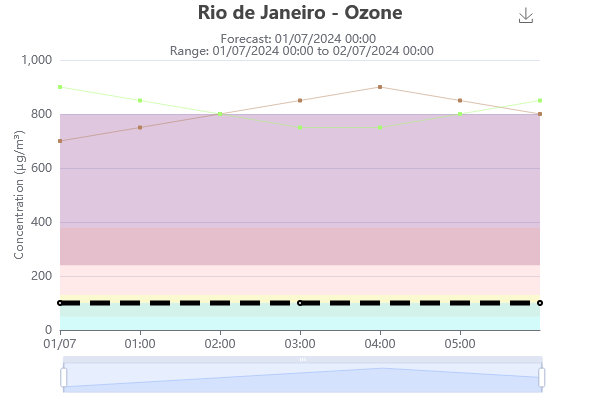 Rio de Janeiro - Ozone
Forecast: 01/07/2024 00:00
Range: 01/07/2024 00:00 to 02/07/2024 00:00
Concentration (µg/m³)
1,000
800
600
400
200
0
01/07 01:00 02:00 03:00 04:00 05:00